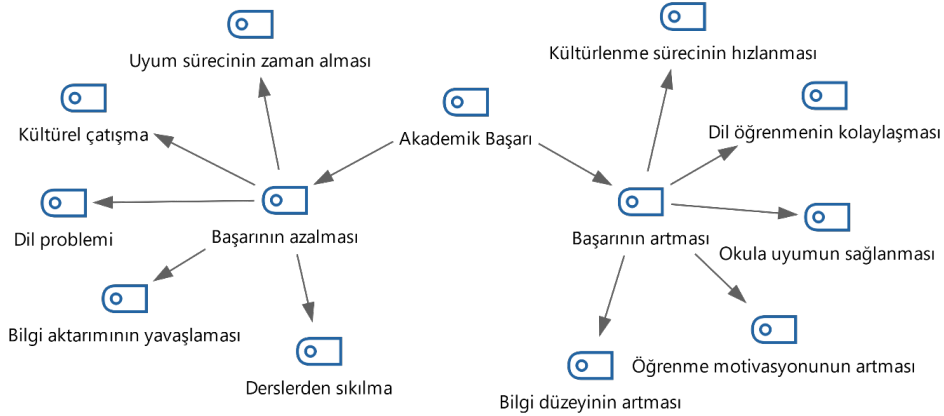 Uyum sürecinin zaman alması
Kültürlenme sürecinin hızlanması
Kültürel çatışma
Akademik Başarı
Dil öğrenmenin kolaylaşması
Dil problemi
Başarının azalması
Başarının artması
Okula uyumun sağlanması
Bilgi aktarımının yavaşlaması
Derslerden sıkılma
Öğrenme motivasyonunun artması
Bilgi düzeyinin artması